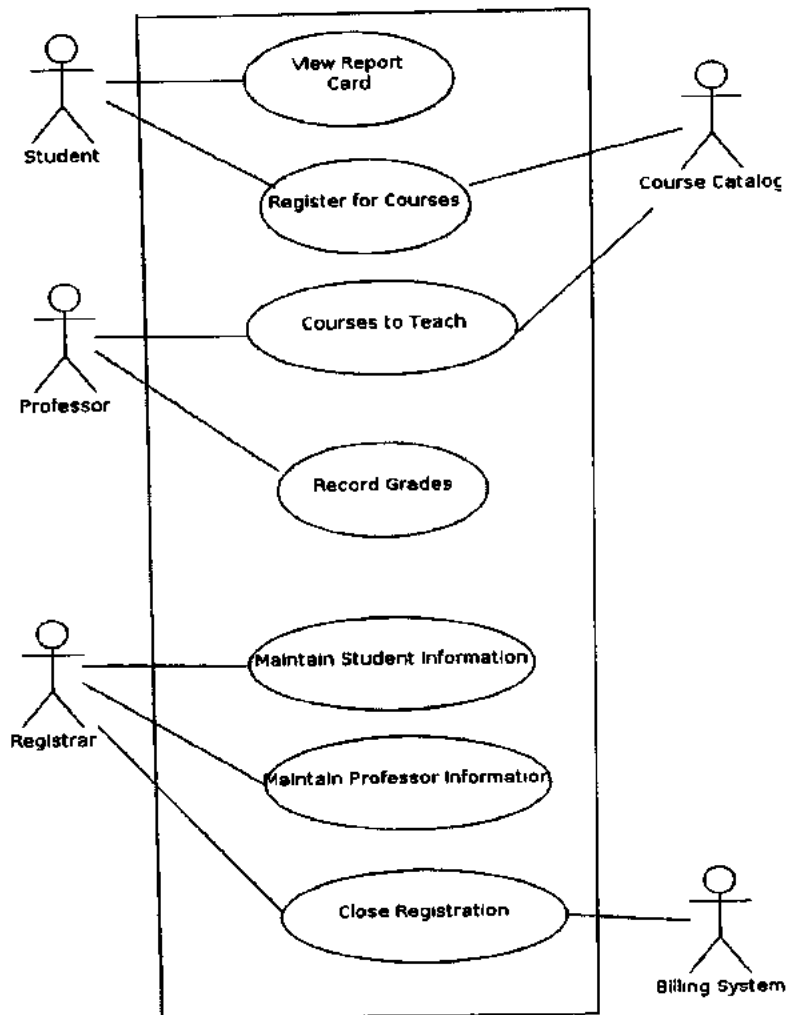 View Report
Card
Student
Register for Courses
Course Catalog
Courses to Teach
Professor
Record Grades
Maintain Student Information
Registrar
Maintain Professor Information
Close Registration
Billing System